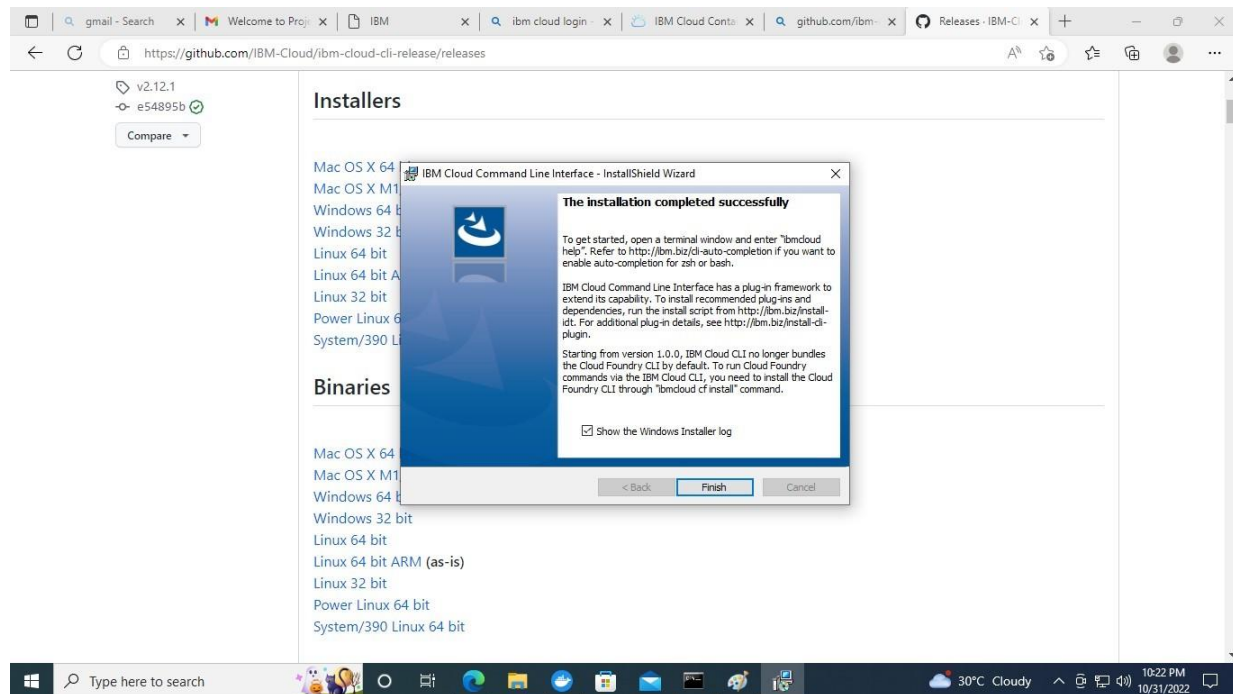 gmail - Search
Welcome to Proj
IBM
ibm cloud login -
IBM Cloud Conta
github.com/ibm-
Releases · IBM-Cl
https://github.com/IBM-Cloud/ibm-cloud-cli-release/releases
v2.12.1
e54895b
Compare
Installers
Mac OS X 64
Mac OS X M1
Windows 64 b
Windows 32 b
Linux 64 bit
Linux 64 bit A
Linux 32 bit
Power Linux 6
System/390 Li
Binaries
Mac OS X 64
Mac OS X M1
Windows 64 b
Windows 32 bit
Linux 64 bit
Linux 64 bit ARM (as-is)
Linux 32 bit
Power Linux 64 bit
System/390 Linux 64 bit
IBM Cloud Command Line Interface - InstallShield Wizard
The installation completed successfully
To get started, open a terminal window and enter "ibmcloud
help". Refer to http://ibm.biz/cli-auto-completion if you want to
enable auto-completion for zsh or bash.
IBM Cloud Command Line Interface has a plug-in framework to
extend its capability. To install recommended plug-ins and
dependencies, run the install script from http://ibm.biz/install-
idt. For additional plug-in details, see http://ibm.biz/install-cli-
plugin.
Starting from version 1.0.0, IBM Cloud CLI no longer bundles
the Cloud Foundry CLI by default. To run Cloud Foundry
commands via the IBM Cloud CLI, you need to install the Cloud
Foundry CLI through "ibmcloud cf install" command.
Show the Windows Installer log
< Back
Finish
Cancel
Type here to search
30°C Cloudy
10:22 PM
10/31/2022